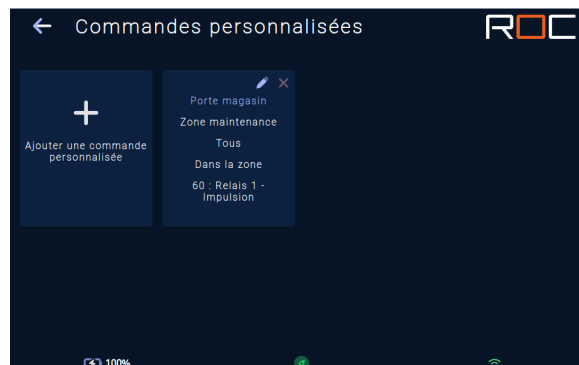 Commandes personnalisées
ROC
Ajouter une commande
personnalisée
Porte magasin
Zone maintenance
Tous
Dans la zone
60 : Relais 1 -
Impulsion
100%